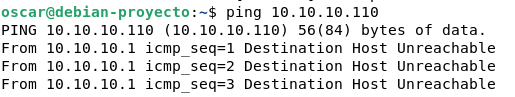 oscar@debian-proyecto:~$ ping 10.10.10.110
PING 10.10.10.110 (10.10.10.110) 56(84) bytes of data.
From 10.10.10.1 icmp_seq=1 Destination Host Unreachable
From 10.10.10.1 icmp_seq=2 Destination Host Unreachable
From 10.10.10.1 icmp_seq=3 Destination Host Unreachable